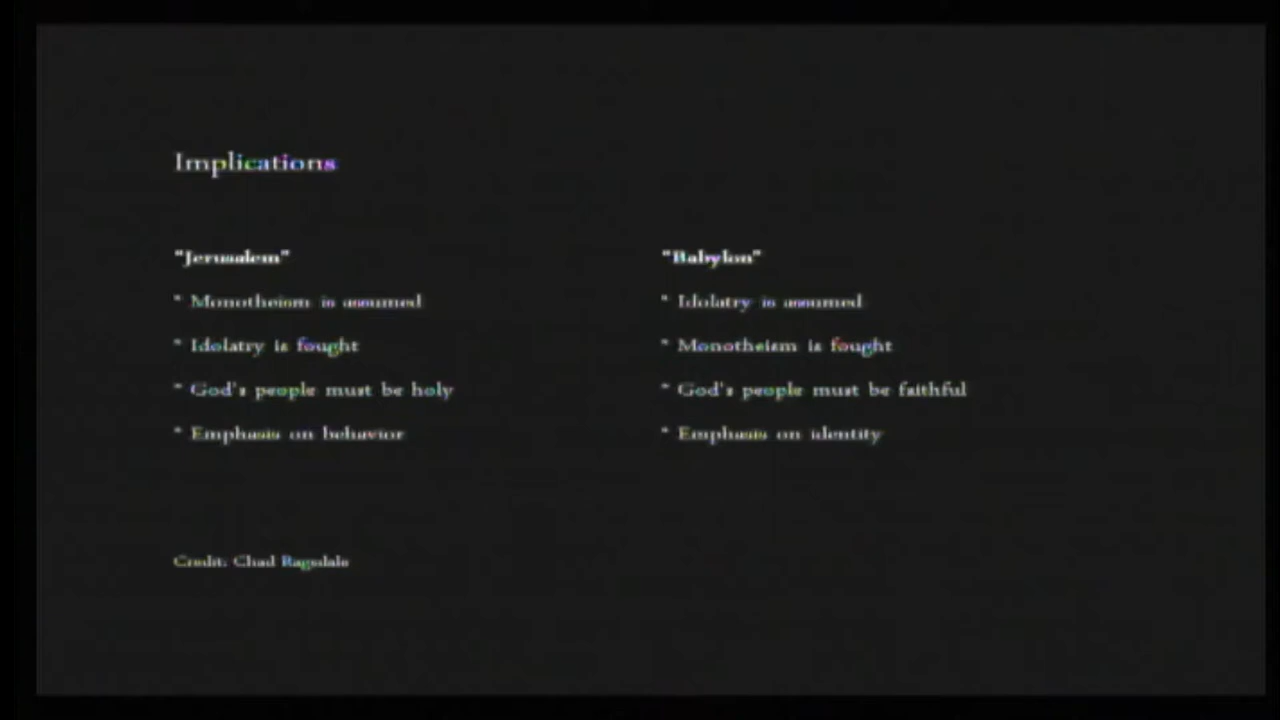 Implications
"Jerusalem"
* Monotheism is assumed
* Idolatry is fought
* God's people must be holy
* Emphasis on behavior
"Babylon"
* Idolatry is assumed
* Monotheism is fought
* God's people must be faithful
* Emphasis on identity
Credit: Chad Ragsdale